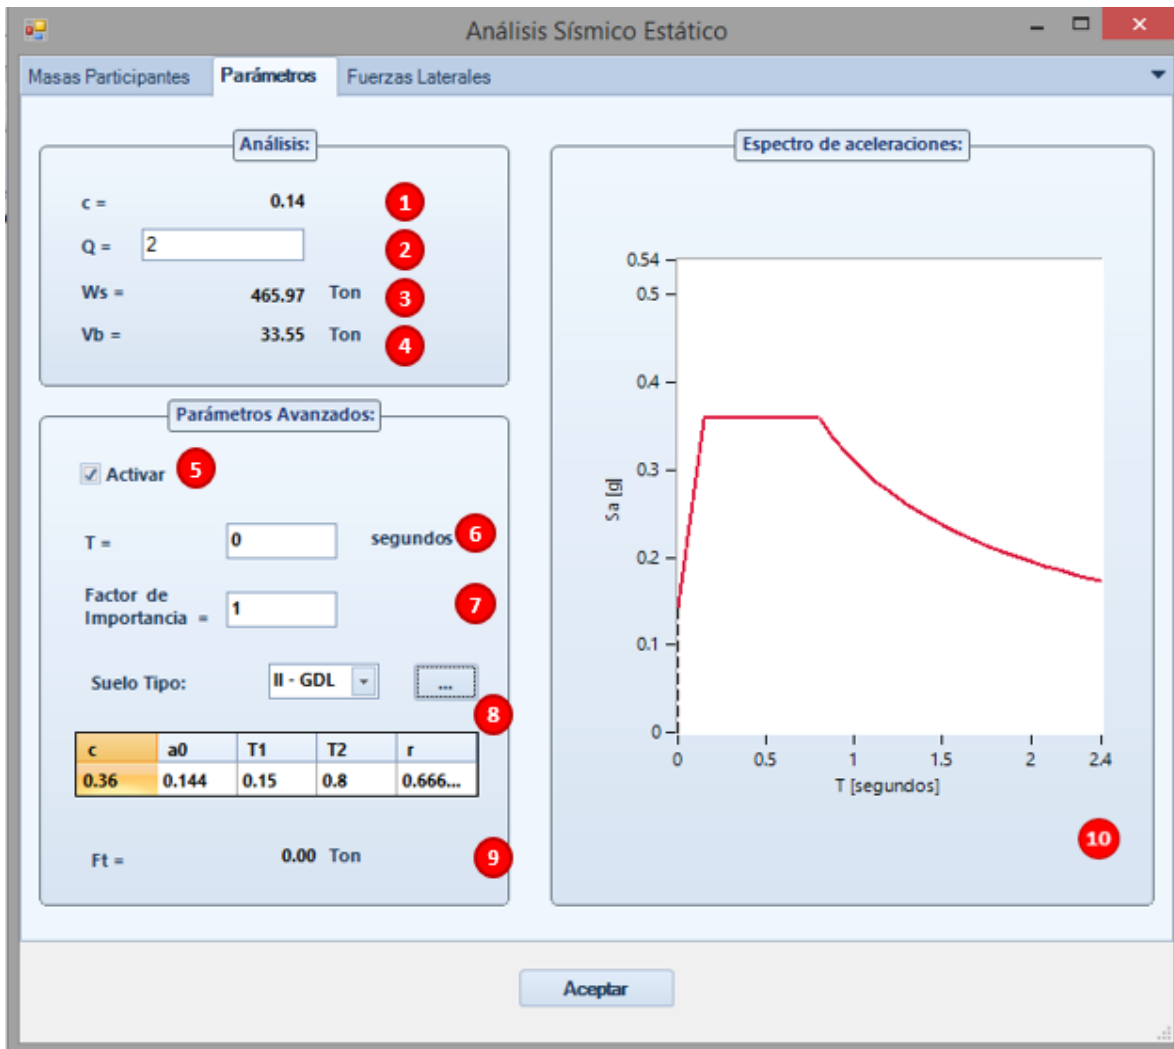 Análisis Sísmico Estático
Masas Participantes Parámetros Fuerzas Laterales
Análisis:
c = 0.14 1
Q = 2 2
Ws = 465.97 Ton 3
Vb = 33.55 Ton 4
Parámetros Avanzados:
Activar 5
T = 0 segundos 6
Factor de
Importancia = 1 7
Suelo Tipo: II - GDL ...
8
c a0 T1 T2 r
0.36 0.144 0.15 0.8 0.666...
Ft = 0.00 Ton 9
Espectro de aceleraciones:
0.54
0.5
0.4
0.3
0.2
0.1
0
Sa [g]
0 0.5 1 1.5 2 2.4
T [segundos]
10
Aceptar